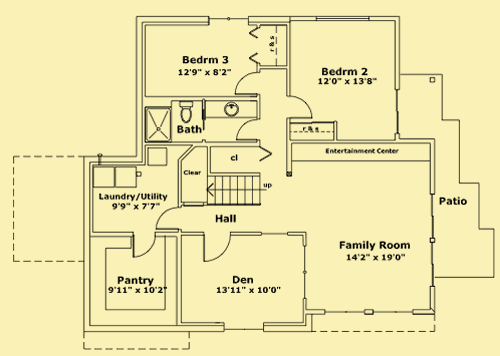 Bedrm 3
12'9" x 8'2"
r & s
Bedrm 2
12'0" x 13'8"
r & s
Bath
Entertainment Center
cl
Clear
up
Laundry/Utility
9'9" x 7'7"
Patio
Hall
Family Room
14'2" x 19'0"
Pantry
9'11" x 10'2"
Den
13'11" x 10'0"